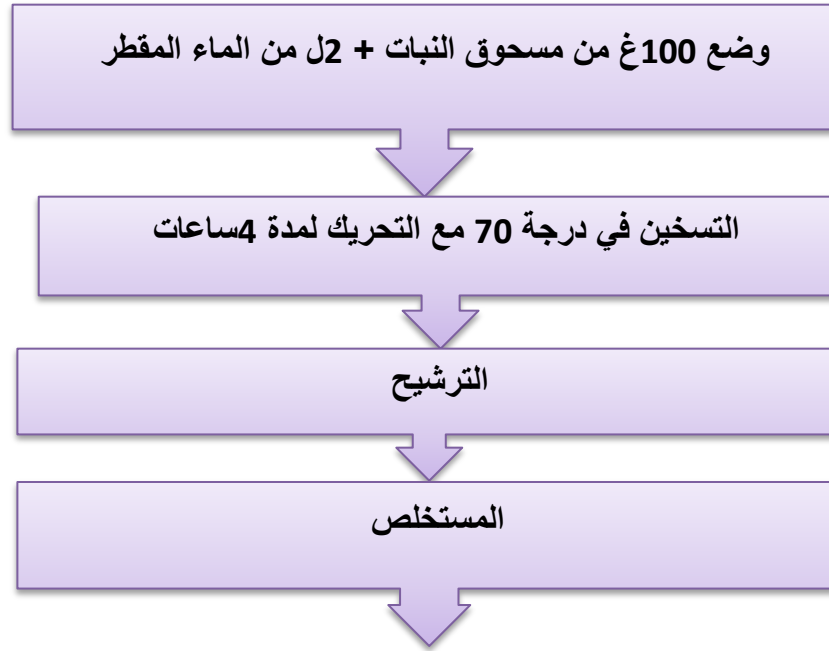 وضع 100غ من مسحوق النبات + 2ل من الماء المقطر
التسخين في درجة 70 مع التحريك لمدة 4ساعات
الترشيح
المستخلص